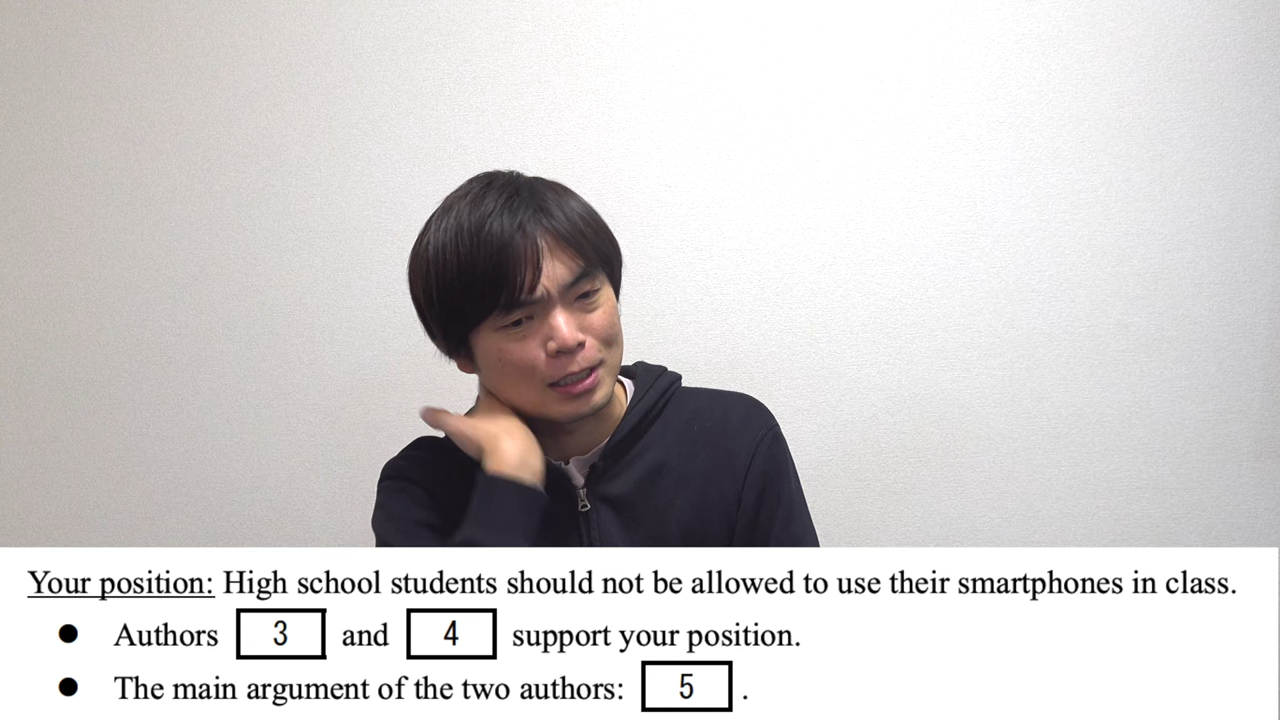 Your position: High school students should not be allowed to use their smartphones in class.
● Authors 3 and 4 support your position.
● The main argument of the two authors: 5 .